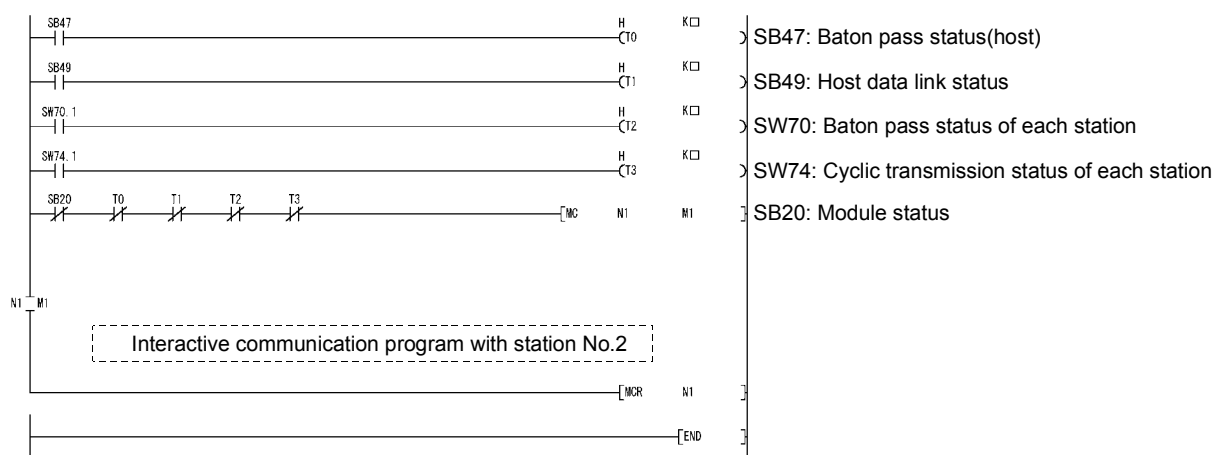 SB47 H K□
T0 SB47: Baton pass status(host)
SB49 H K□
T1 SB49: Host data link status
SW70.1 H K□
T2 SW70: Baton pass status of each station
SW74.1 H K□
T3 SW74: Cyclic transmission status of each station
SB20 T0 T1 T2 T3
MC N1 M1 SB20: Module status
N1 M1
Interactive communication program with station No.2
MCR N1
END